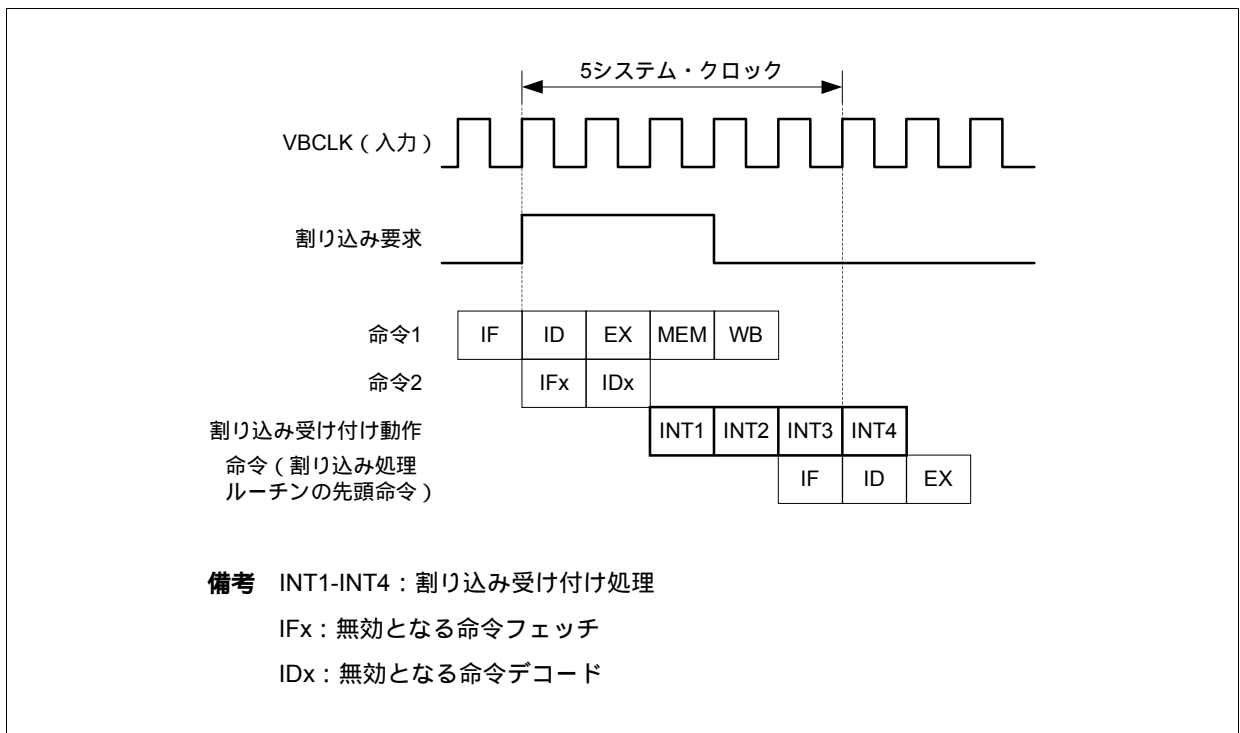 5システム・クロック
VBCLK（入力）
割り込み要求
命令1 IF ID EX MEM WB
命令2 IFx IDx
割り込み受け付け動作 INT1 INT2 INT3 INT4
命令（割り込み処理
ルーチンの先頭命令） IF ID EX
備考 INT1-INT4：割り込み受け付け処理
IFx：無効となる命令フェッチ
IDx：無効となる命令デコード